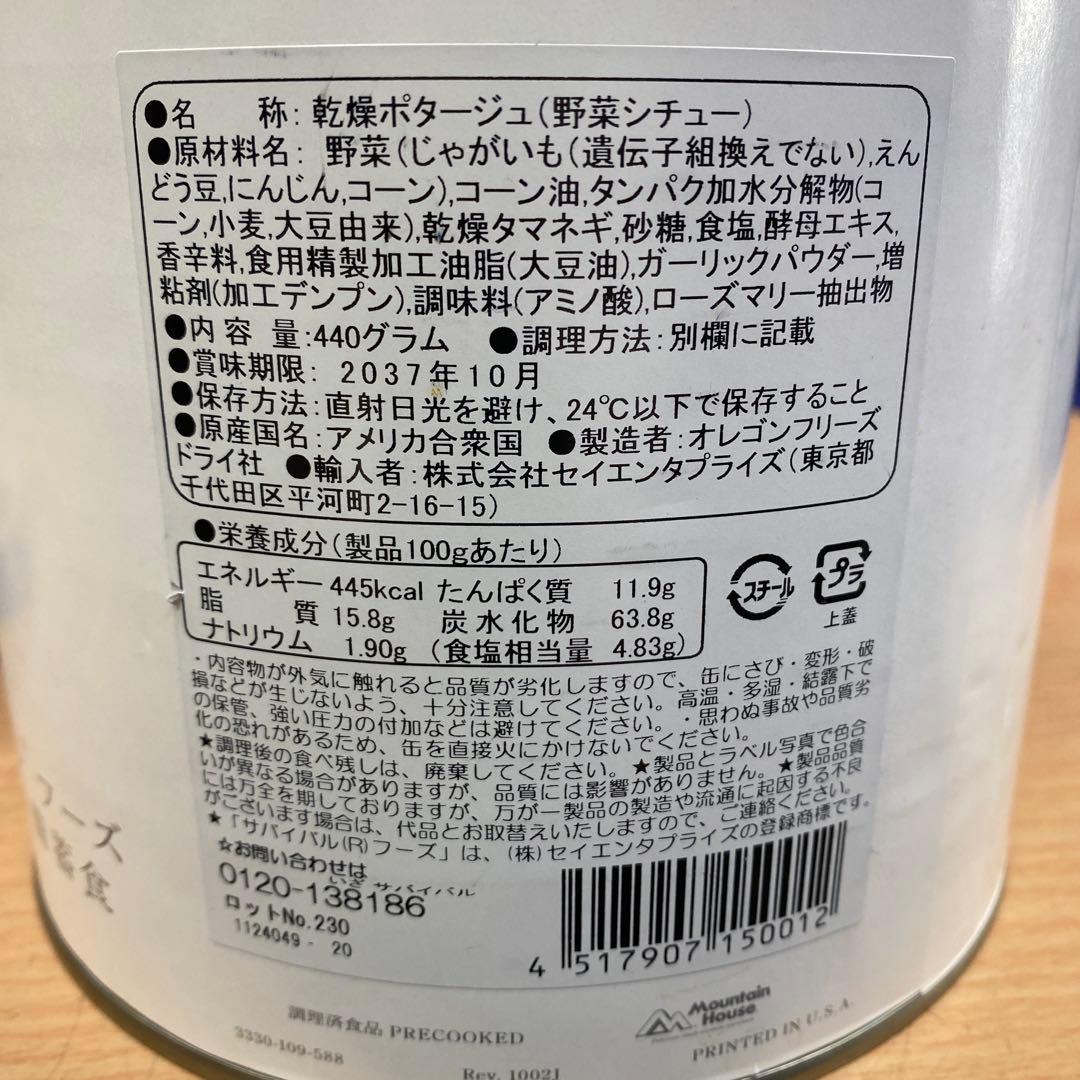 ●名　　称: 乾燥ポタージュ(野菜シチュー)
●原材料名: 野菜(じゃがいも(遺伝子組換えでない),えん
どう豆,にんじん,コーン),コーン油,タンパク加水分解物(コ
ーン,小麦,大豆由来),乾燥タマネギ,砂糖,食塩,酵母エキス,
香辛料,食用精製加工油脂(大豆油),ガーリックパウダー,増
粘剤(加工デンプン),調味料(アミノ酸),ローズマリー抽出物
●内容量:440グラム ●調理方法:別欄に記載
●賞味期限: 2037年10月
●保存方法:直射日光を避け、24℃以下で保存すること
●原産国名:アメリカ合衆国 ●製造者:オレゴンフリーズ
ドライ社 ●輸入者:株式会社セイエンタプライズ(東京都
千代田区平河町2-16-15)
●栄養成分(製品100gあたり)
エネルギー 445kcal たんぱく質 11.9g
脂　　質 15.8g 炭水化物 63.8g
ナトリウム 1.90g (食塩相当量 4.83g)
スチール
プラ
上蓋
・内容物が外気に触れると品質が劣化しますので、缶にさび・変形・破
損などが生じないよう、十分注意してください。高温・多湿・結露下で
の保管、強い圧力の付加などは避けてください。・思わぬ事故や品質劣
化の恐れがあるため、缶を直接火にかけないでください。
★調理後の食べ残しは、廃棄してください。★製品とラベル写真で色合
いが異なる場合がありますが、品質には影響がありません。★製品品質
には万全を期しておりますが、万が一製品の製造や流通に起因する不良
がございます場合は、代品とお取替えいたしますので、ご連絡ください。
★「サバイバル(R)フーズ」は、(株)セイエンタプライズの登録商標です。
☆お問い合わせは
いざ サバイバル
0120-138186
ロットNo.230
1124049 - 20
4 517907 150012
フーズ
蓄食
調理済食品 PRECOOKED
3330-109-588
Rev. 1002J
Mountain
House
PRINTED IN U.S.A.